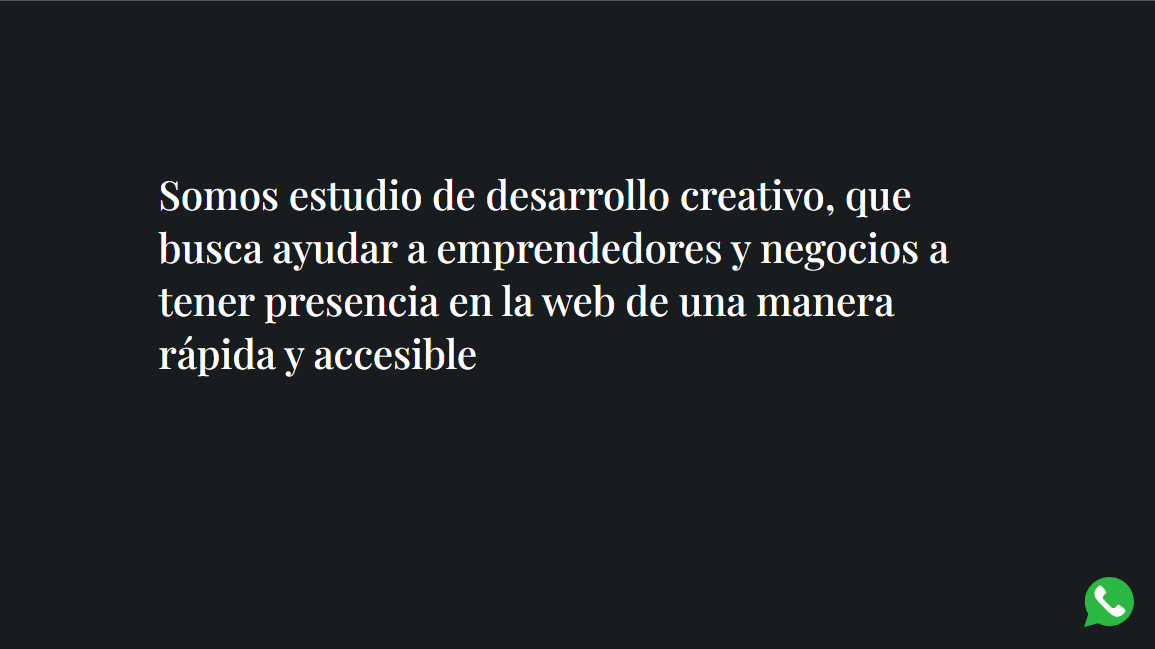 Somos estudio de desarrollo creativo, que
busca ayudar a emprendedores y negocios a
tener presencia en la web de una manera
rápida y accesible